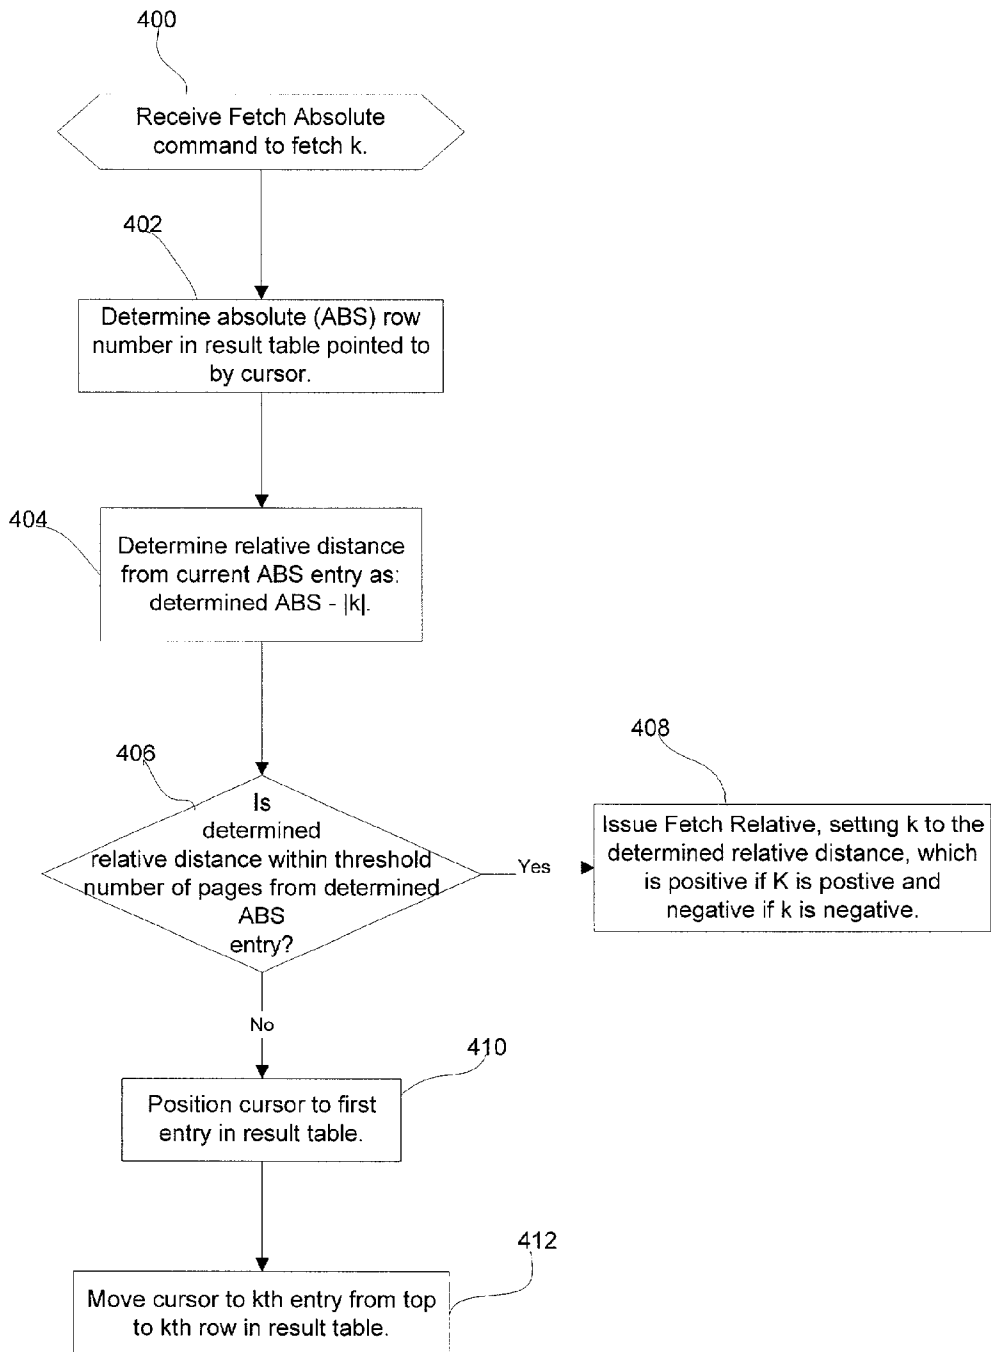 400
Receive Fetch Absolute
command to fetch k.
402
Determine absolute (ABS) row
number in result table pointed to
by cursor.
404
Determine relative distance
from current ABS entry as:
determined ABS - |k|.
406
Is
determined
relative distance within threshold
number of pages from determined
ABS
entry?
Yes
408
Issue Fetch Relative, setting k to the
determined relative distance, which
is positive if K is postive and
negative if k is negative.
No
410
Position cursor to first
entry in result table.
412
Move cursor to kth entry from top
to kth row in result table.